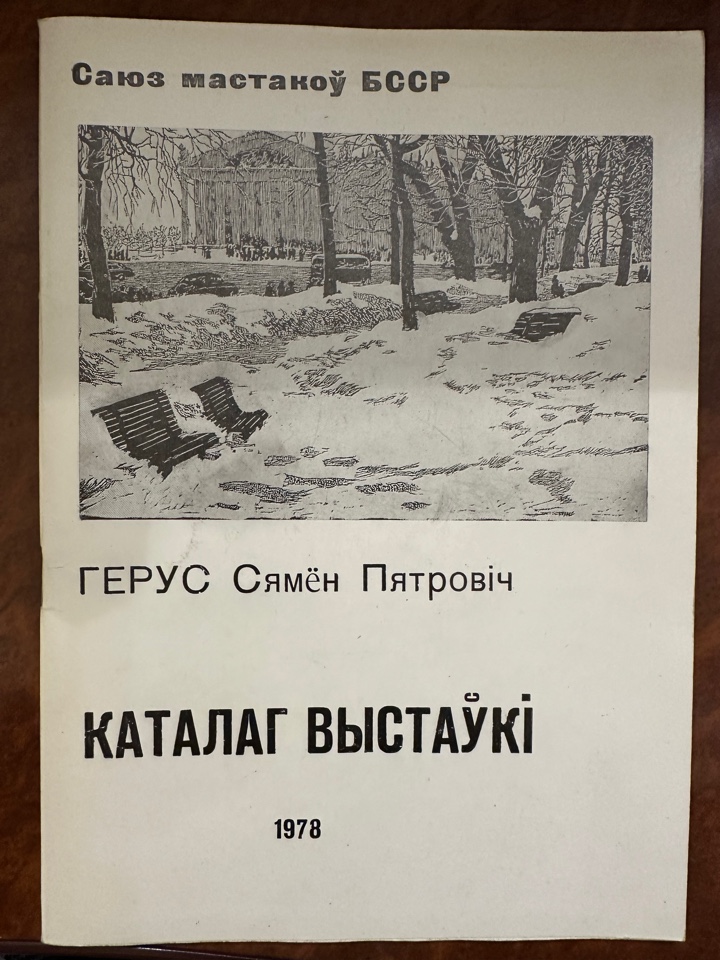 Саюз мастакоў БССР
ГЕРУС Сямён Пятровіч
КАТАЛАГ ВЫСТАЎКІ
1978